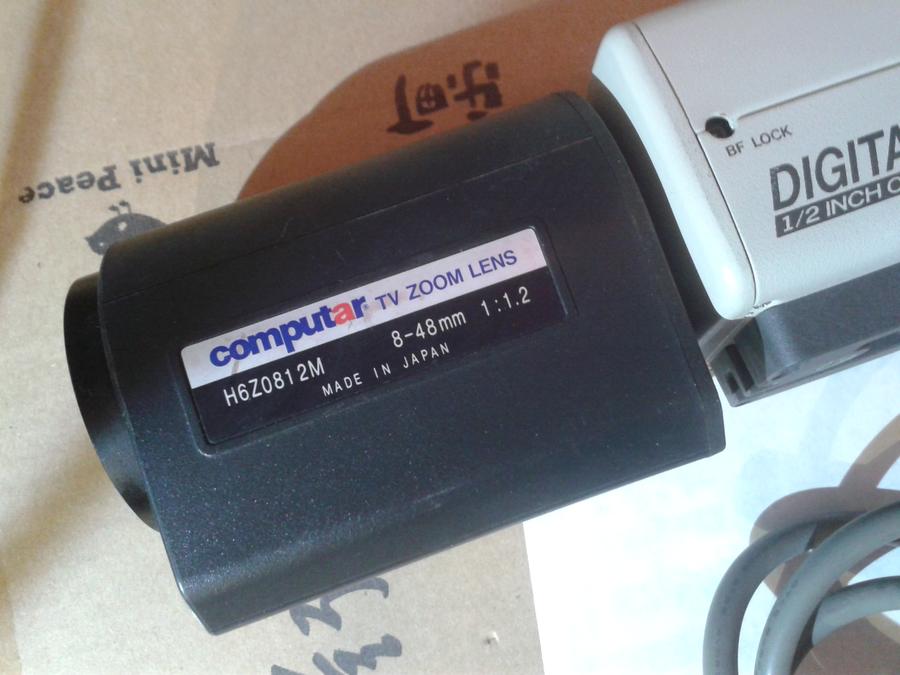 Mini Peace
BF LOCK
DIGITA
1/2 INCH C
computar TV ZOOM LENS
H6Z0812M 8-48mm 1:1.2
MADE IN JAPAN